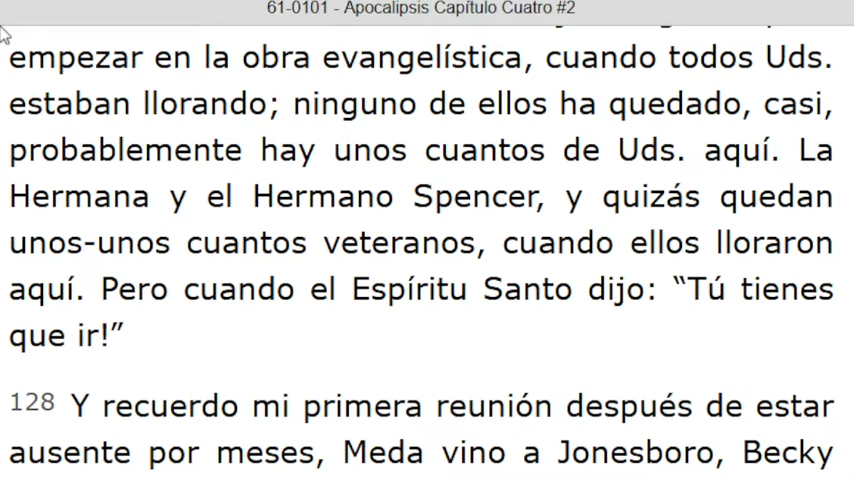 61-0101 - Apocalipsis Capítulo Cuatro #2
empezar en la obra evangelística, cuando todos Uds.
estaban llorando; ninguno de ellos ha quedado, casi,
probablemente hay unos cuantos de Uds. aquí. La
Hermana y el Hermano Spencer, y quizás quedan
unos-unos cuantos veteranos, cuando ellos lloraron
aquí. Pero cuando el Espíritu Santo dijo: “Tú tienes
que ir!”
128 Y recuerdo mi primera reunión después de estar
ausente por meses, Meda vino a Jonesboro, Becky